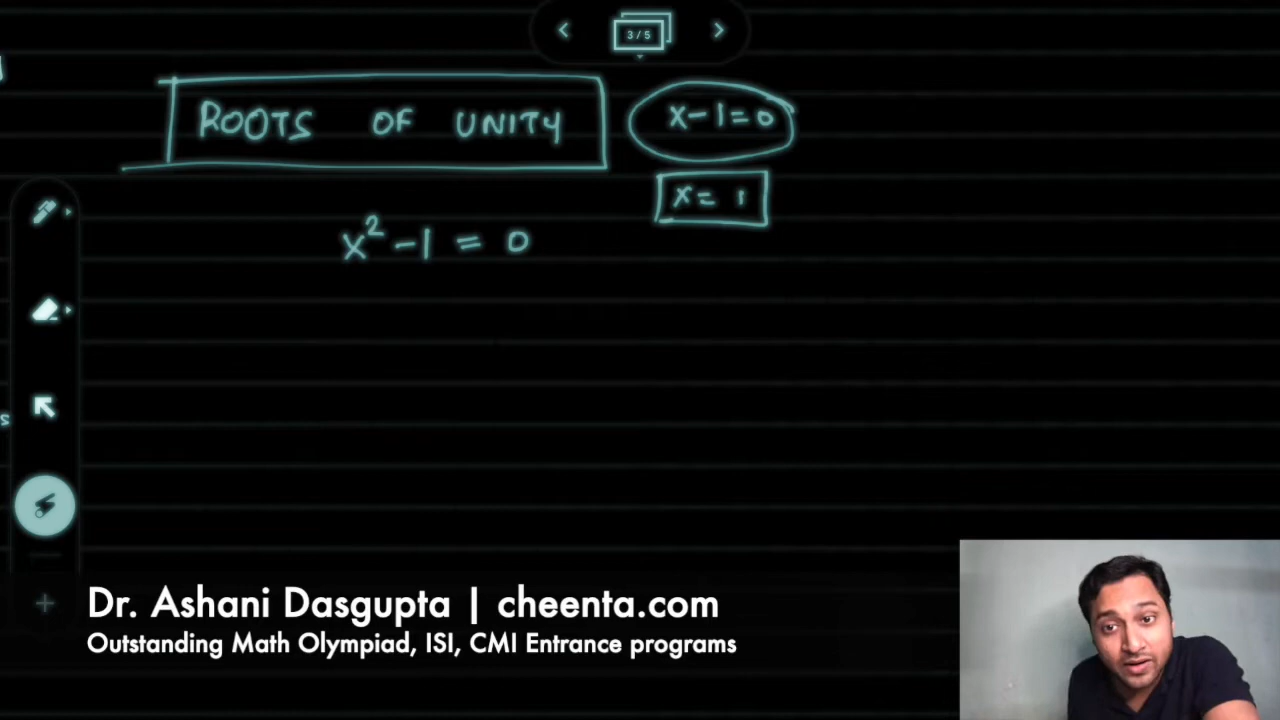 3 / 5
ROOTS OF UNITY
x-1=0
x= 1
x²-1 = 0
Dr. Ashani Dasgupta | cheenta.com
Outstanding Math Olympiad, ISI, CMI Entrance programs